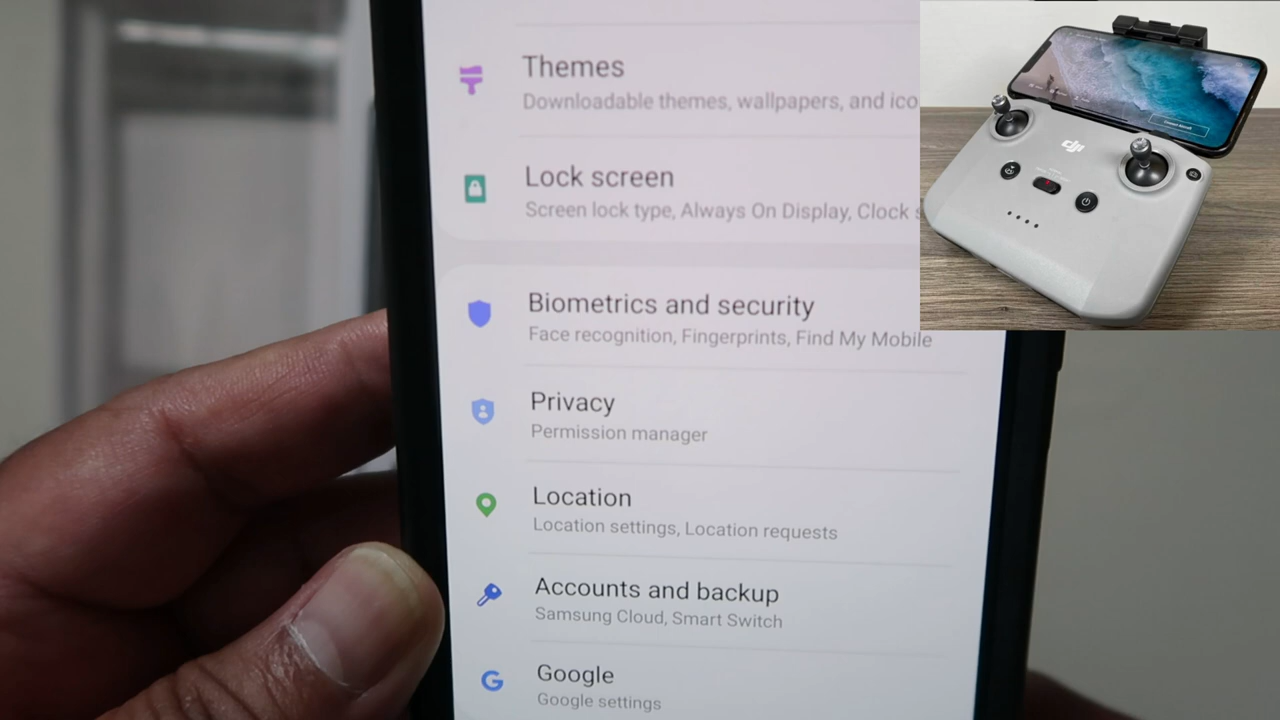 Themes
Downloadable themes, wallpapers, and ico
Lock screen
Screen lock type, Always On Display, Clock
Biometrics and security
Face recognition, Fingerprints, Find My Mobile
Privacy
Permission manager
Location
Location settings, Location requests
Accounts and backup
Samsung Cloud, Smart Switch
Google
Google settings
dji